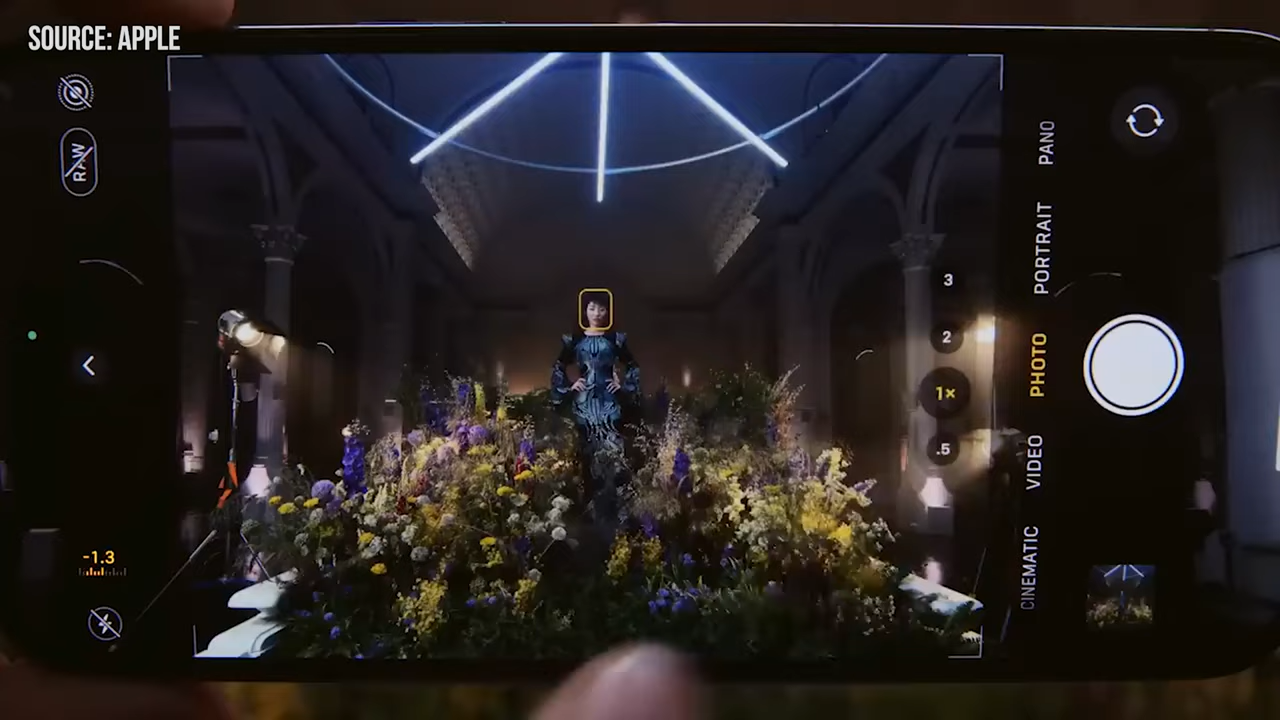 SOURCE: APPLE
RAW
-1.3
3
2
1×
.5
PANO
PORTRAIT
PHOTO
VIDEO
CINEMATIC